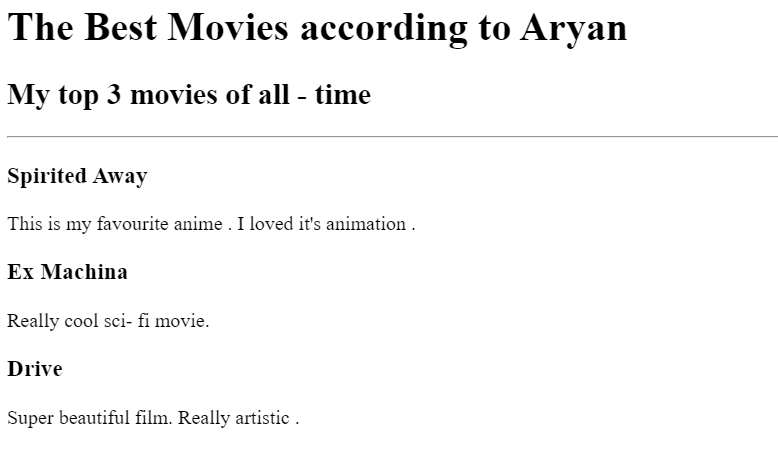 The Best Movies according to Aryan
My top 3 movies of all - time
Spirited Away
This is my favourite anime . I loved it's animation .
Ex Machina
Really cool sci- fi movie.
Drive
Super beautiful film. Really artistic .